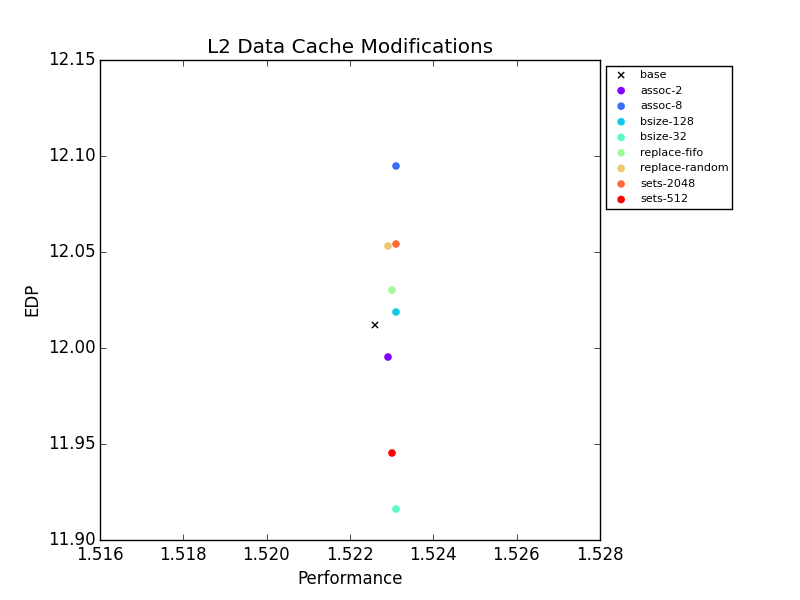 L2 Data Cache Modifications
12.15
12.10
12.05
12.00
11.95
11.90
EDP
1.516
1.518
1.520
1.522
1.524
1.526
1.528
Performance
base
assoc-2
assoc-8
bsize-128
bsize-32
replace-fifo
replace-random
sets-2048
sets-512